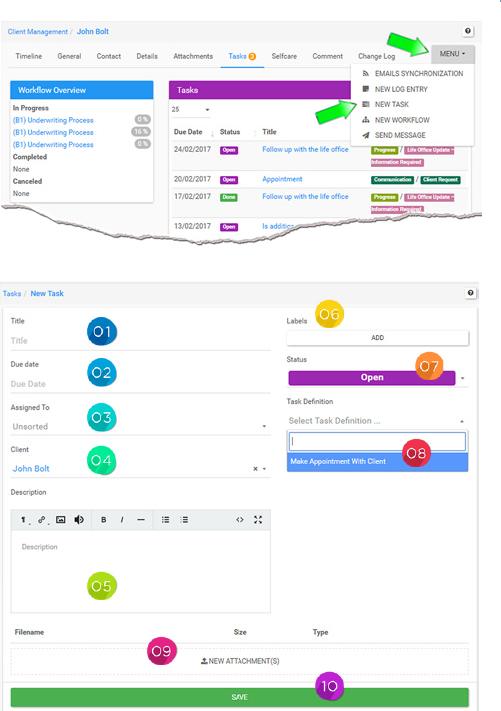 Client Management / John Bolt
Timeline General Contact Details Attachments Tasks 3 Selfcare Comment Change Log MENU
EMAILS SYNCHRONIZATION
NEW LOG ENTRY
NEW TASK
NEW WORKFLOW
SEND MESSAGE
Workflow Overview
In Progress
(B1) Underwriting Process 0 %
(B1) Underwriting Process 16 %
(B1) Underwriting Process 0 %
Completed
None
Canceled
None
Tasks
25
Due Date Status Title
24/02/2017 Open Follow up with the life office Progress / Life Office Update -
Information Required
20/02/2017 Open Appointment Communication / Client Request
17/02/2017 Done Follow up with the life office Progress / Life Office Update -
Information Required
13/02/2017 Open Is additio
Tasks / New Task
Title
Title
01
Due date
Due Date
02
Assigned To
Unsorted
03
Client
John Bolt
04
Description
B I
Description
05
Labels
06
ADD
Status
07
Open
Task Definition
Select Task Definition ...
Make Appointment With Client
08
Filename Size Type
09
NEW ATTACHMENT(S)
10
SAVE